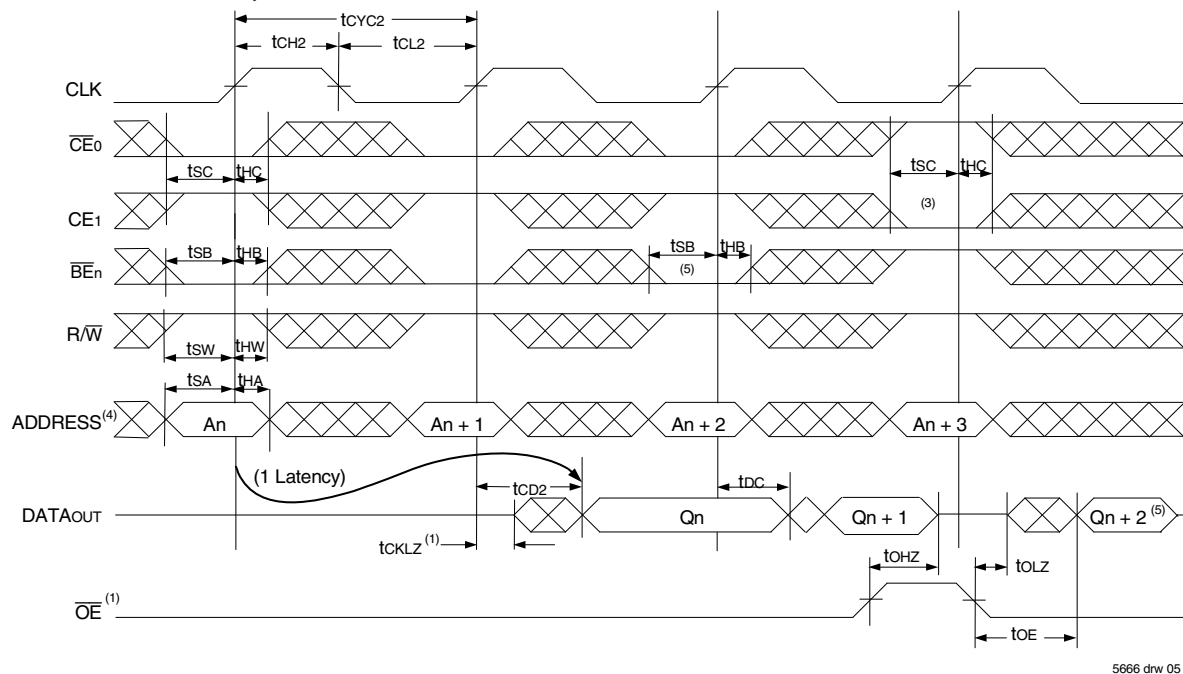 tCYC2
tCH2
tCL2
CLK
CE0
tSC
tHC
tSC
tHC
(3)
CE1
tSB
tHB
tSB
tHB
(5)
BEn
R/W
tSW
tHW
tSA
tHA
ADDRESS(4)
An
An + 1
An + 2
An + 3
(1 Latency)
tCD2
tDC
DATAOUT
Qn
Qn + 1
Qn + 2 (5)
tCKLZ (1)
tOHZ
tOLZ
OE (1)
tOE
5666 drw 05